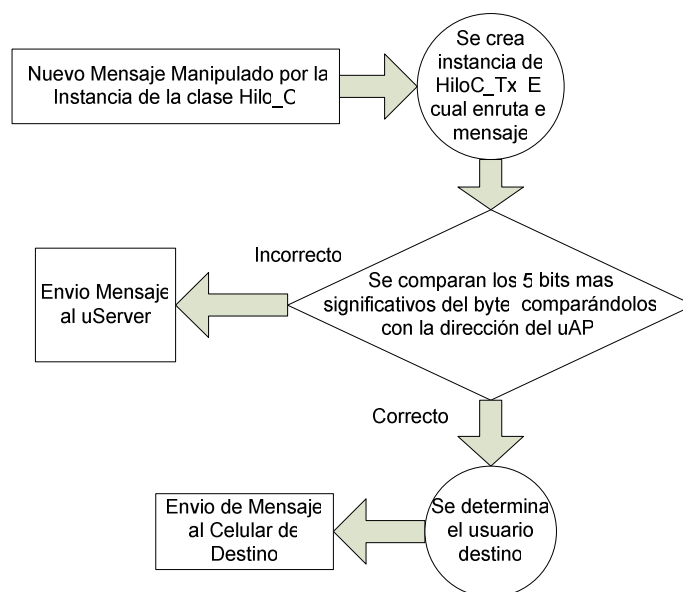 Nuevo Mensaje Manipulado por la
Instancia de la clase Hilo_C
Se crea
instancia de
HiloC_Tx E
cual enruta e
mensaje
Incorrecto
Se comparan los 5 bits mas
significativos del byte comparándolos
con la dirección del uAP
Envio Mensaje
al uServer
Correcto
Se determina
el usuario
destino
Envio de Mensaje
al Celular de
Destino